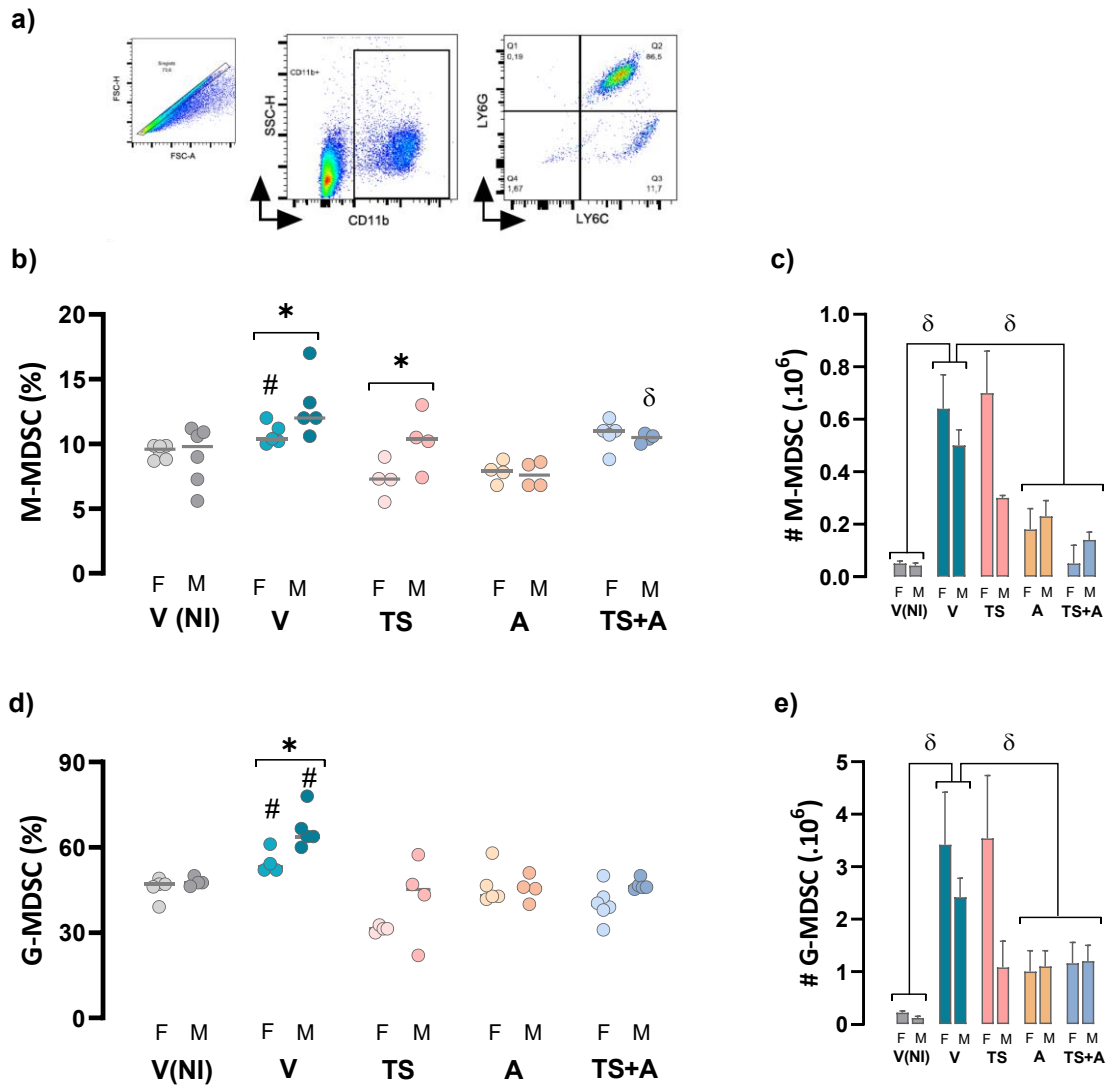 a)
Singlets
FSC-H
FSC-A
CD11b+
SSC-H
CD11b
Q1
0,19
Q2
86,5
LY6G
Q4
1,67
Q3
11,7
LY6C
b)
c)
20
15
10
5
0
M-MDSC (%)
*
#
*
δ
F M F M F M F M F M
V (NI) V TS A TS+A
1.0
0.8
0.6
0.4
0.2
0.0
# M-MDSC (.10⁶)
δ δ
F M F M F M F M F M
V(NI) V TS A TS+A
d)
e)
90
60
30
0
G-MDSC (%)
*
# #
F M F M F M F M F M
V(NI) V TS A TS+A
5
4
3
2
1
0
# G-MDSC (.10⁶)
δ δ
F M F M F M F M F M
V(NI) V TS A TS+A